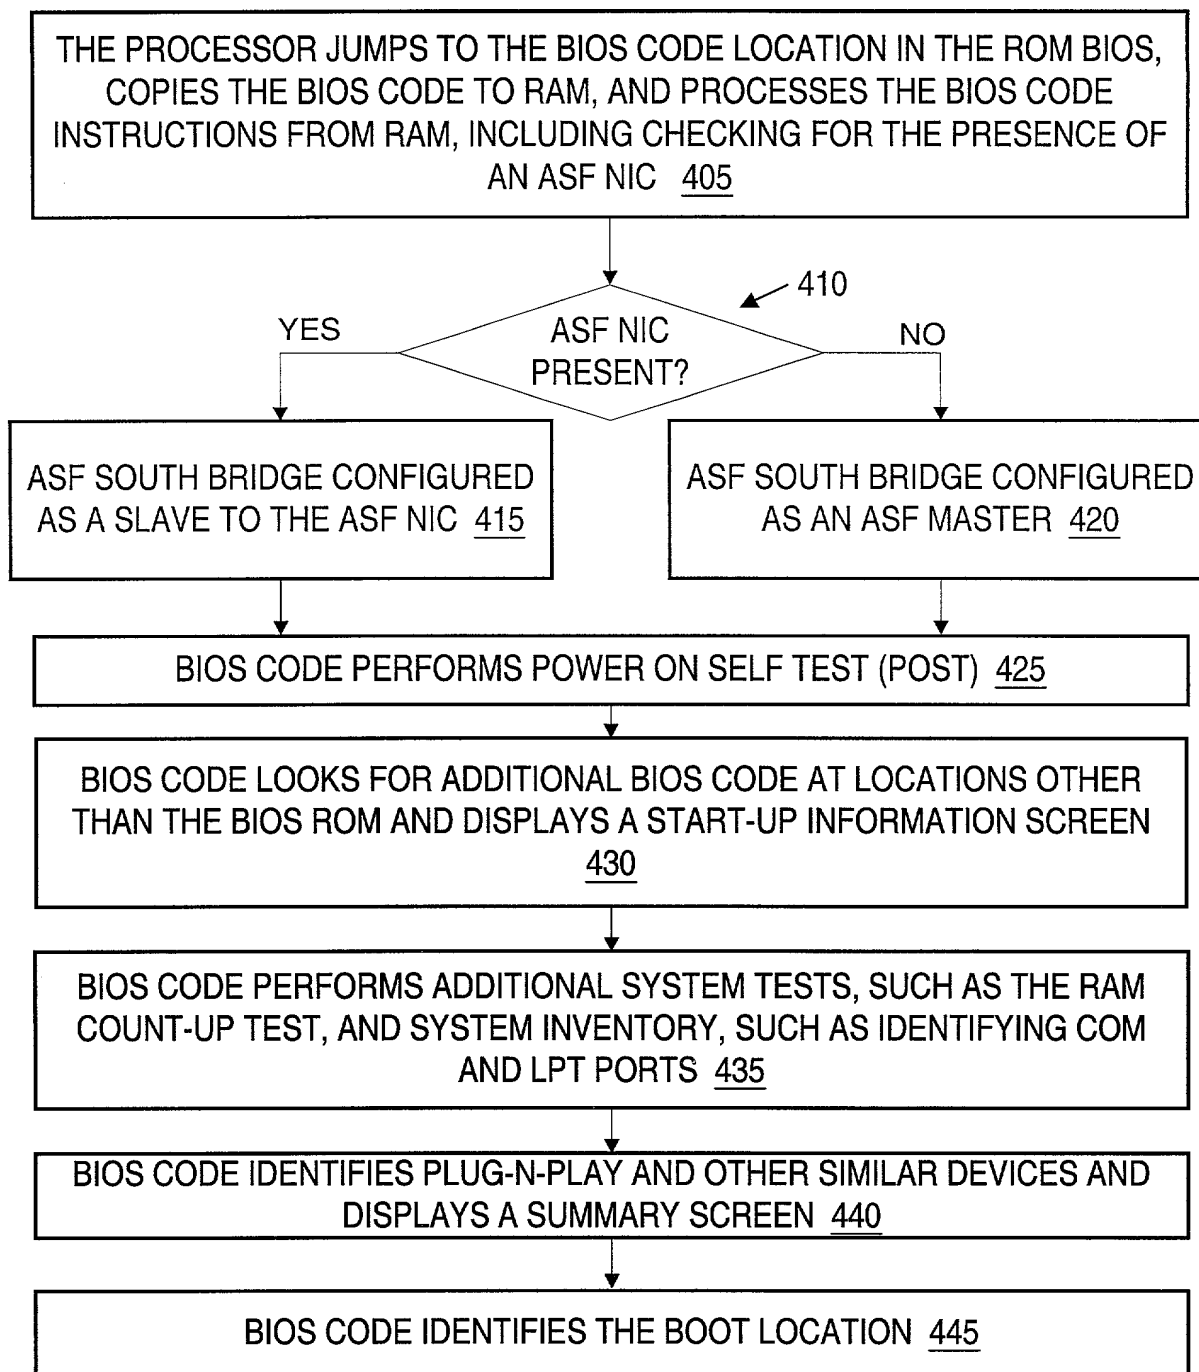 THE PROCESSOR JUMPS TO THE BIOS CODE LOCATION IN THE ROM BIOS,
COPIES THE BIOS CODE TO RAM, AND PROCESSES THE BIOS CODE
INSTRUCTIONS FROM RAM, INCLUDING CHECKING FOR THE PRESENCE OF
AN ASF NIC 405
410
YES
ASF NIC
PRESENT?
NO
ASF SOUTH BRIDGE CONFIGURED
AS A SLAVE TO THE ASF NIC 415
ASF SOUTH BRIDGE CONFIGURED
AS AN ASF MASTER 420
BIOS CODE PERFORMS POWER ON SELF TEST (POST) 425
BIOS CODE LOOKS FOR ADDITIONAL BIOS CODE AT LOCATIONS OTHER
THAN THE BIOS ROM AND DISPLAYS A START-UP INFORMATION SCREEN
430
BIOS CODE PERFORMS ADDITIONAL SYSTEM TESTS, SUCH AS THE RAM
COUNT-UP TEST, AND SYSTEM INVENTORY, SUCH AS IDENTIFYING COM
AND LPT PORTS 435
BIOS CODE IDENTIFIES PLUG-N-PLAY AND OTHER SIMILAR DEVICES AND
DISPLAYS A SUMMARY SCREEN 440
BIOS CODE IDENTIFIES THE BOOT LOCATION 445